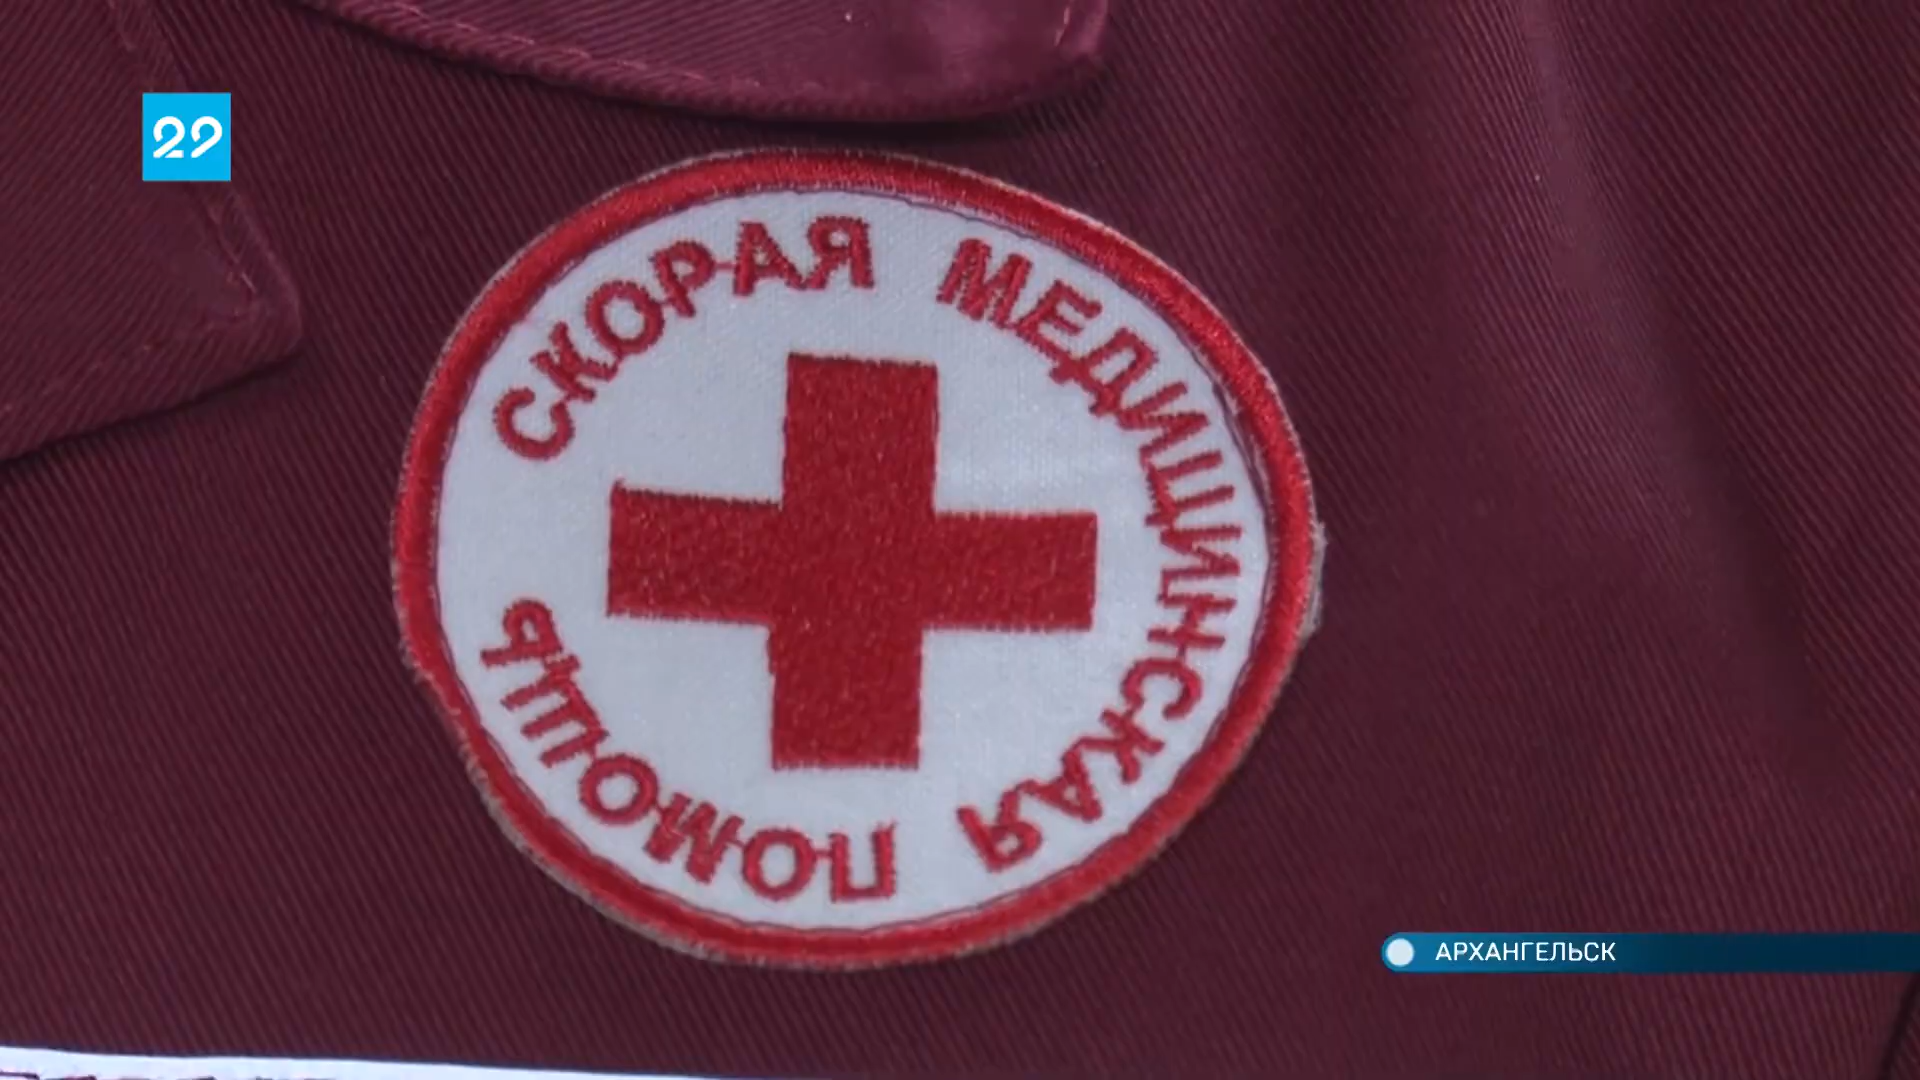 29
СКОРАЯ МЕДИЦИНСКАЯ ПОМОЩЬ
АРХАНГЕЛЬСК